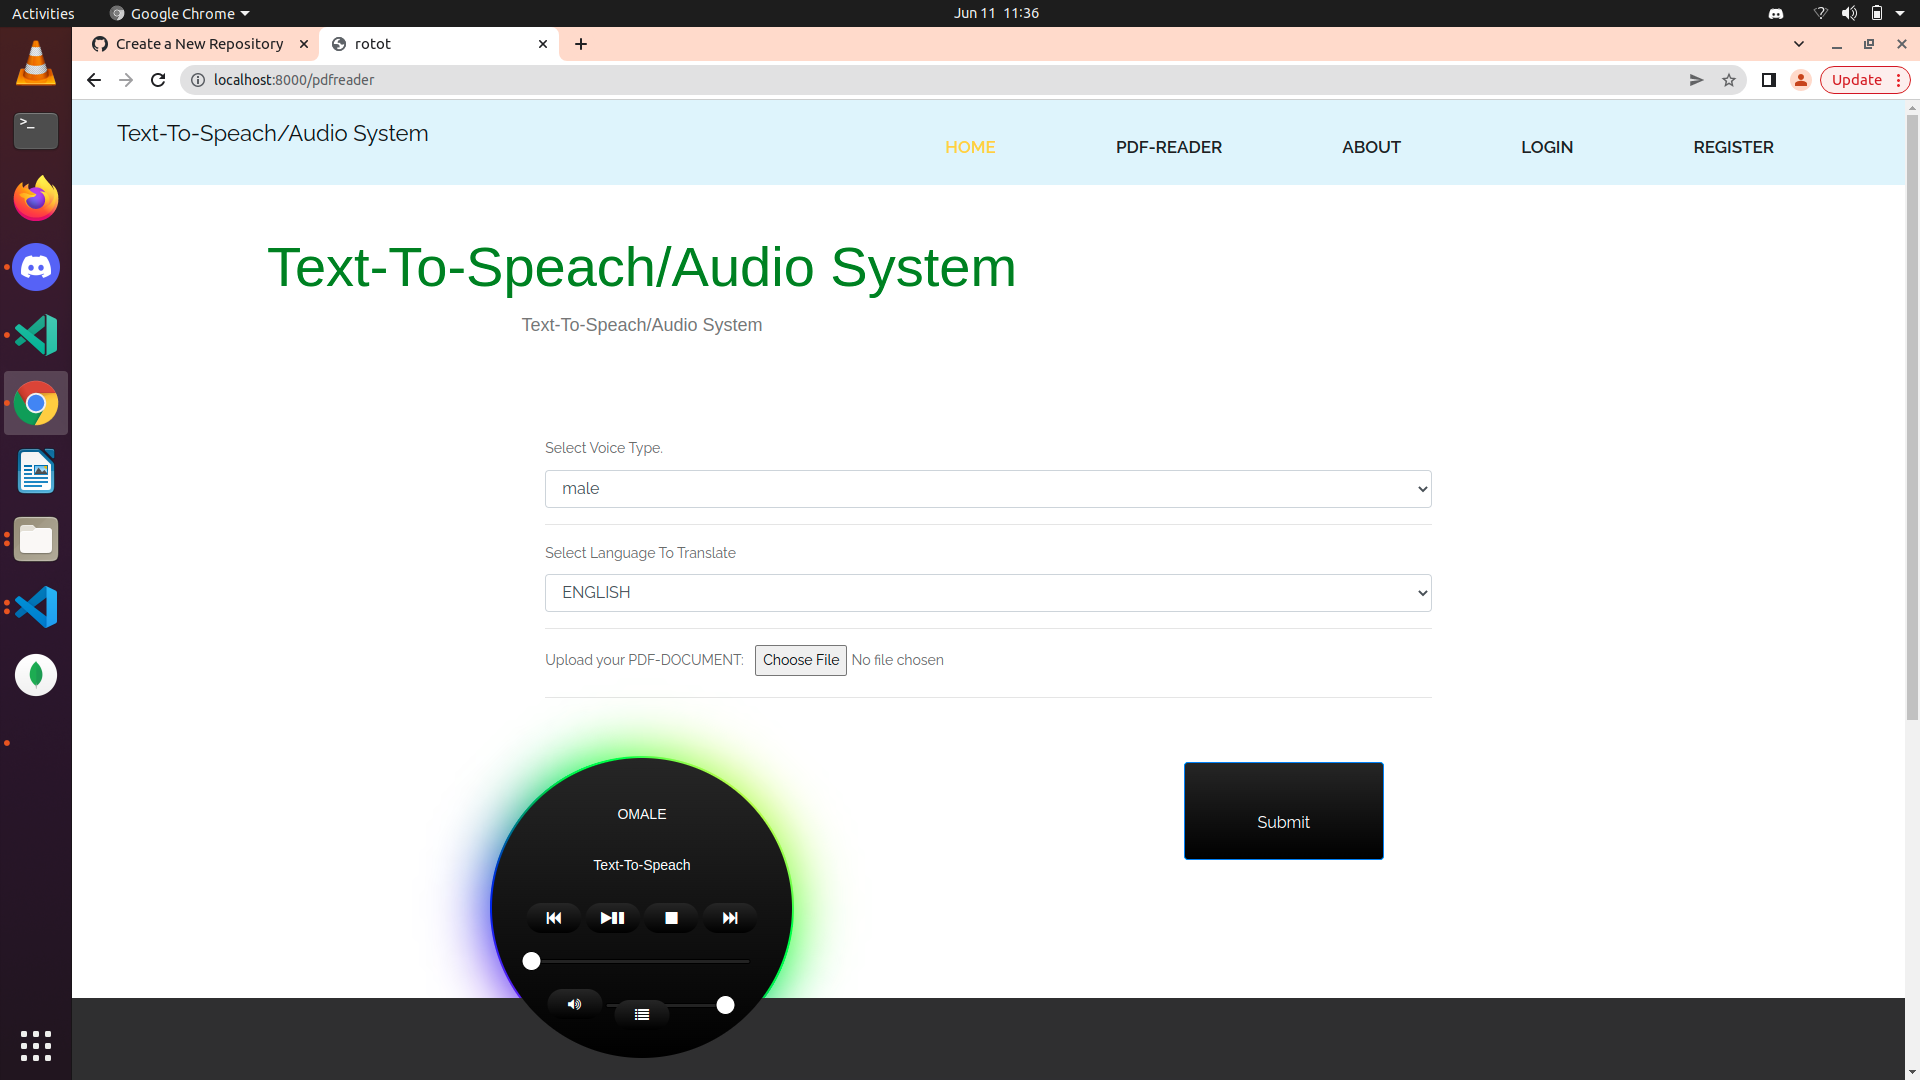 Activities
Google Chrome
Jun 11 11:36
Create a New Repository
rotot
localhost:8000/pdfreader
Update
Text-To-Speach/Audio System
HOME
PDF-READER
ABOUT
LOGIN
REGISTER
Text-To-Speach/Audio System
Text-To-Speach/Audio System
Select Voice Type.
male
Select Language To Translate
ENGLISH
Upload your PDF-DOCUMENT: Choose File No file chosen
OMALE
Text-To-Speach
Submit